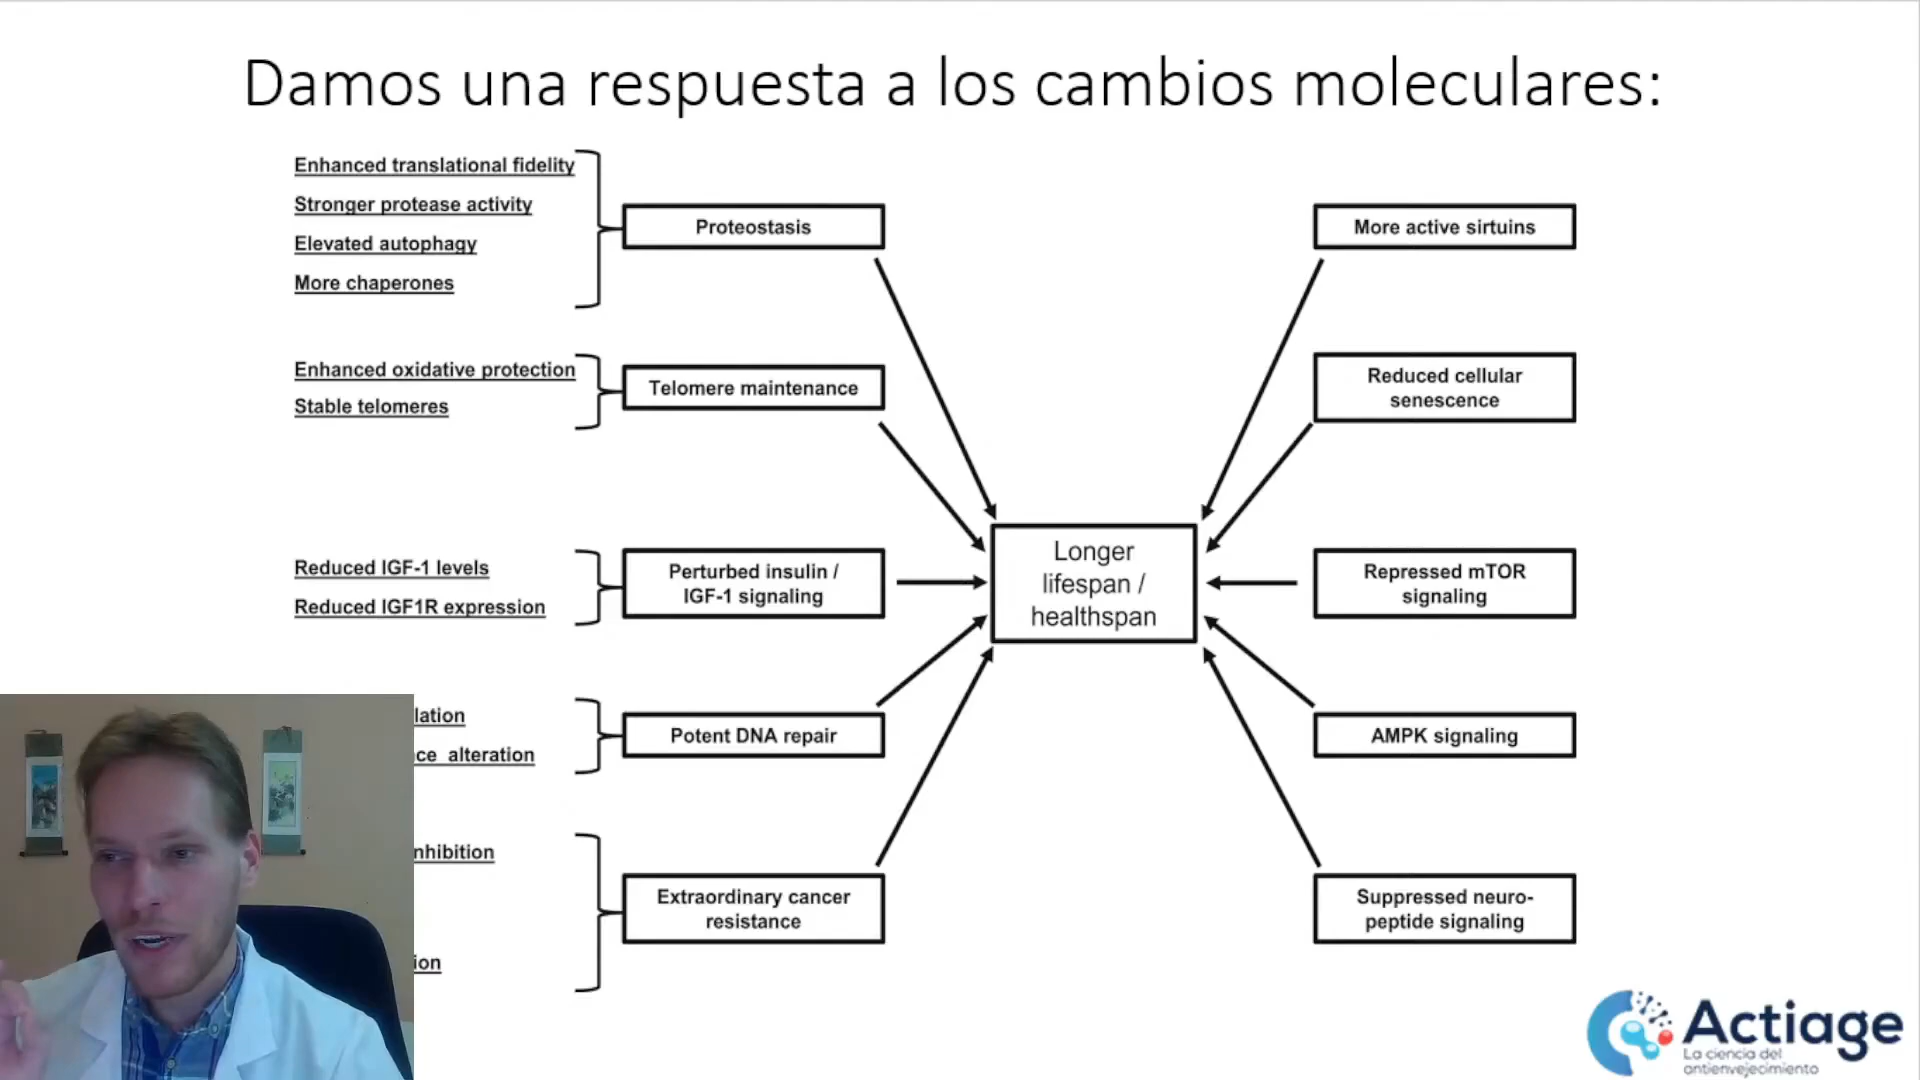 Damos una respuesta a los cambios moleculares:
Enhanced translational fidelity
Stronger protease activity
Elevated autophagy
More chaperones
Proteostasis
Enhanced oxidative protection
Stable telomeres
Telomere maintenance
Reduced IGF-1 levels
Reduced IGF1R expression
Perturbed insulin /
IGF-1 signaling
lation
ce alteration
Potent DNA repair
nhibition
ion
Extraordinary cancer
resistance
Longer
lifespan /
healthspan
More active sirtuins
Reduced cellular
senescence
Repressed mTOR
signaling
AMPK signaling
Suppressed neuro-
peptide signaling
Actiage
La ciencia del
antienvejecimiento